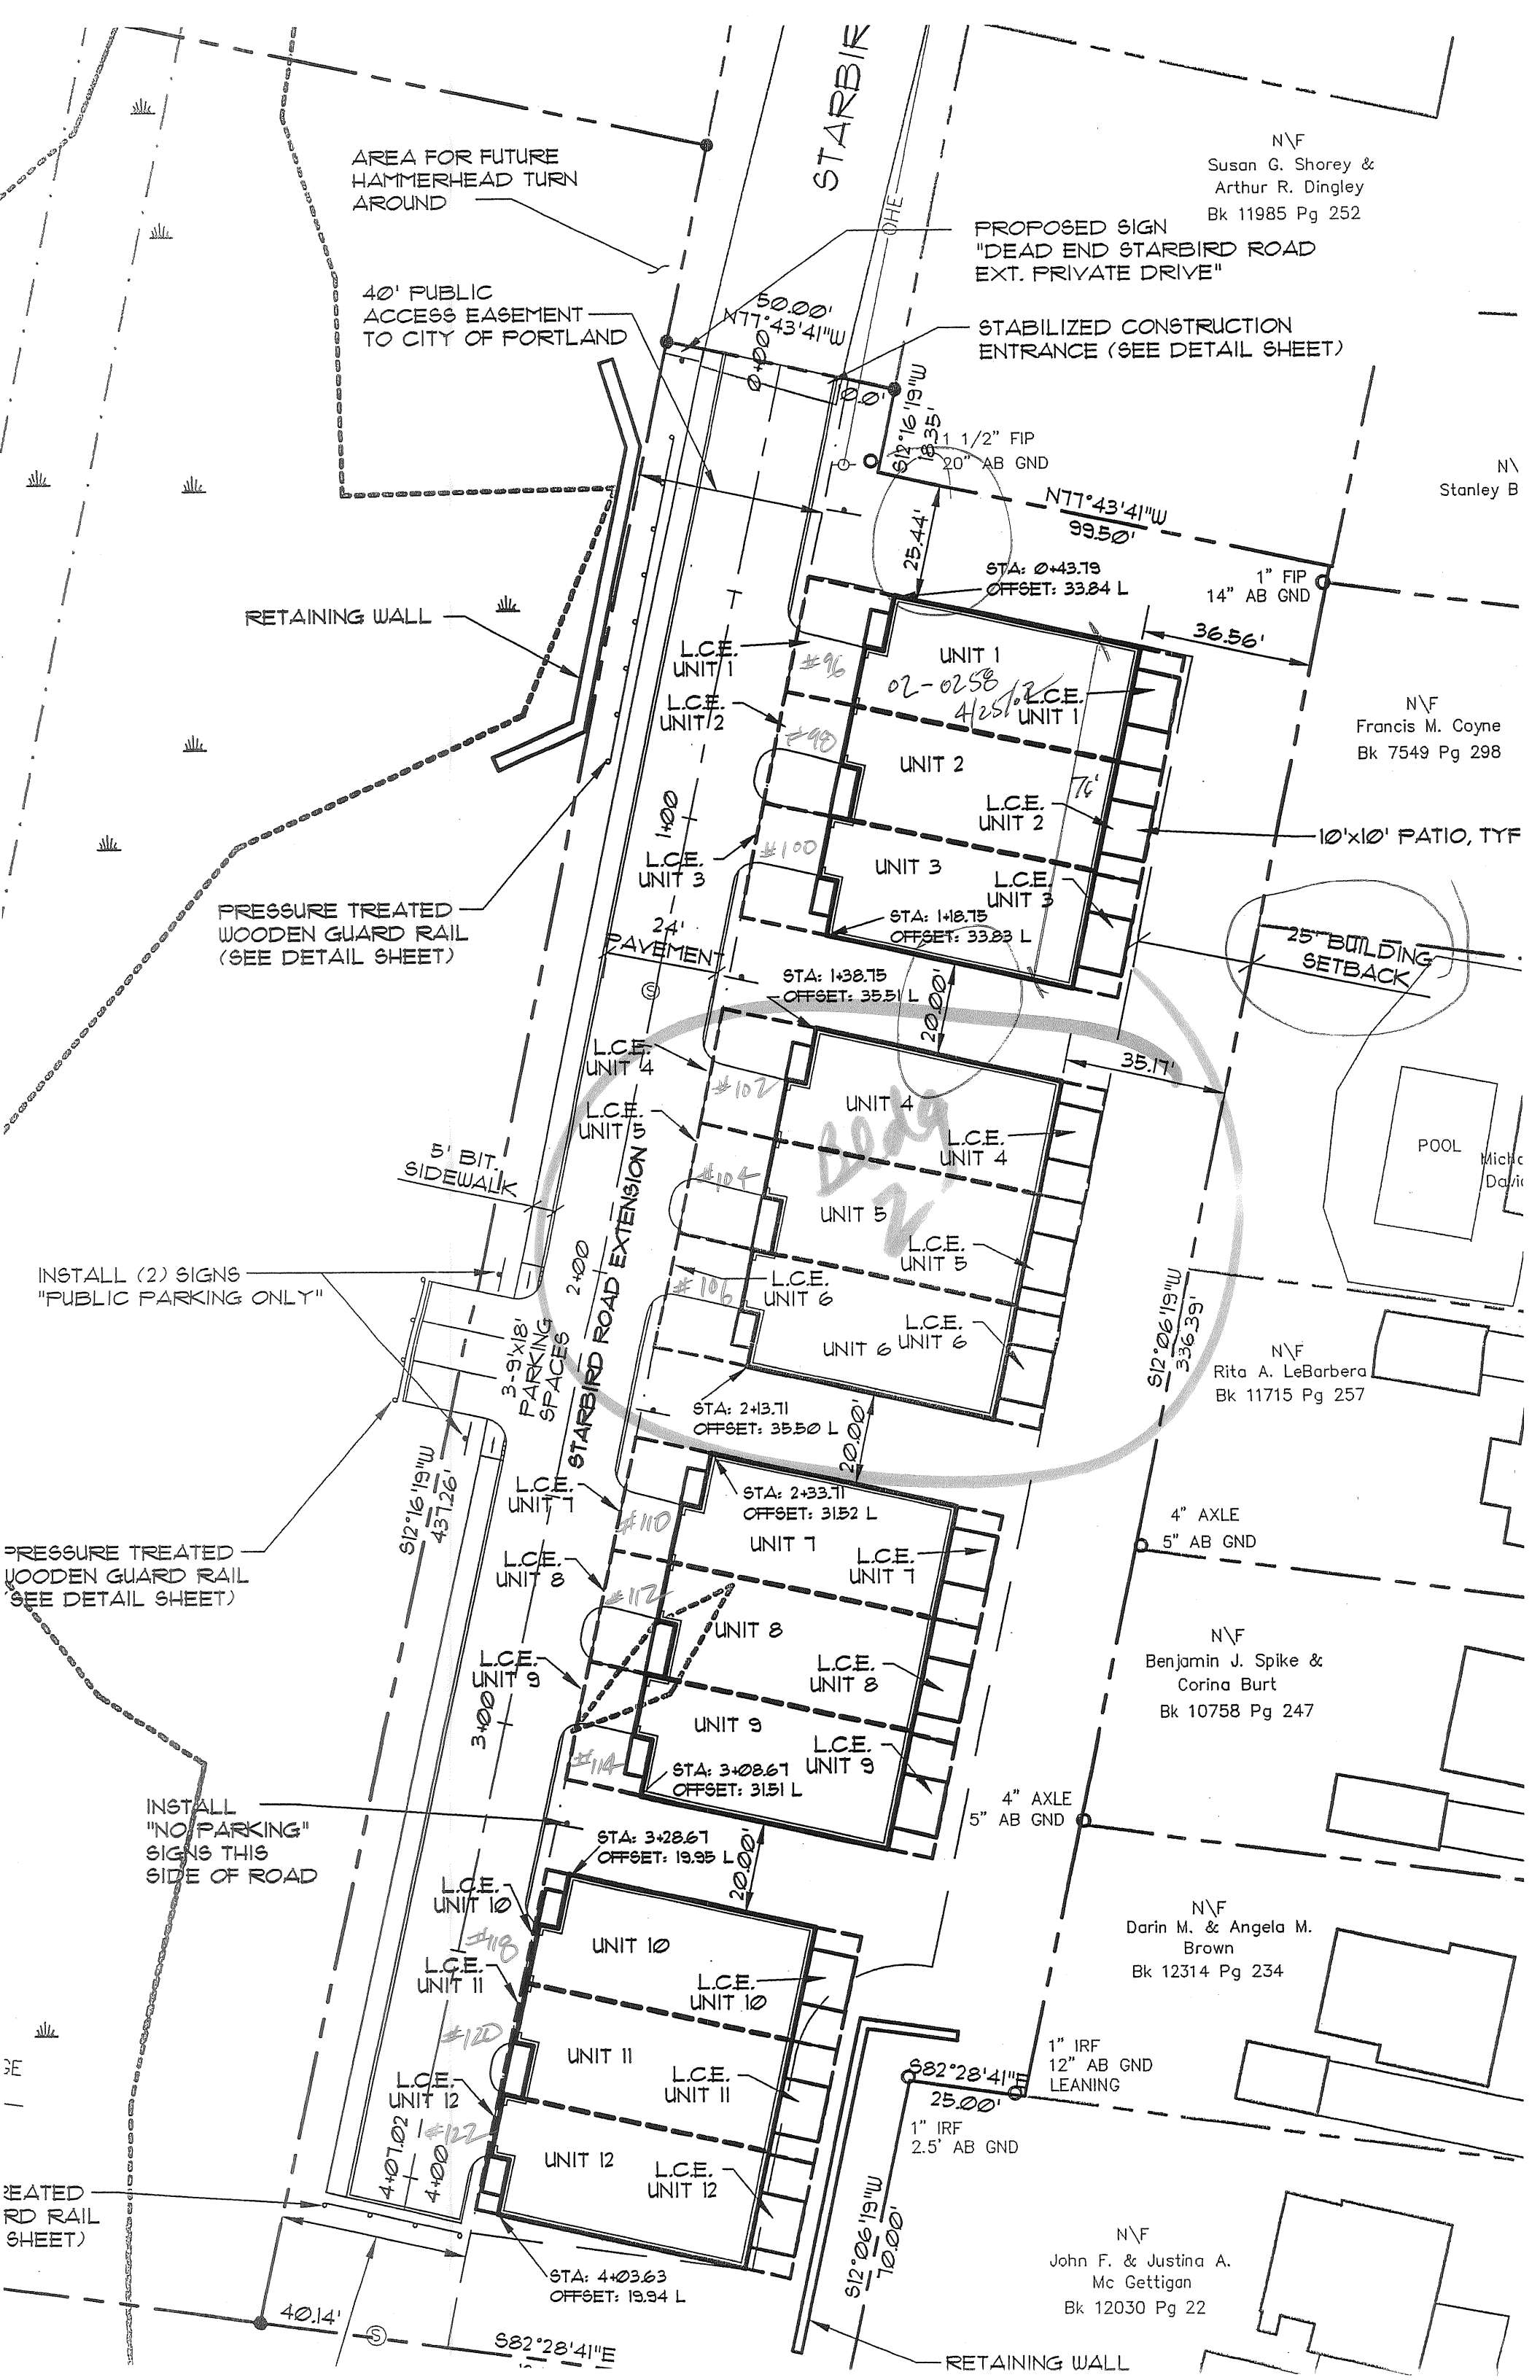 STARBIR
N\F
Susan G. Shorey &
Arthur R. Dingley
Bk 11985 Pg 252
AREA FOR FUTURE
HAMMERHEAD TURN
AROUND
OHE
PROPOSED SIGN
"DEAD END STARBIRD ROAD
EXT. PRIVATE DRIVE"
40' PUBLIC
ACCESS EASEMENT
TO CITY OF PORTLAND
50.00'
N77°43'41"W
0+00
STABILIZED CONSTRUCTION
ENTRANCE (SEE DETAIL SHEET)
0.0'
S12°16'19"W
18.35'
1 1/2" FIP
20" AB GND
N\
Stanley B
N77°43'41"W
99.50'
25.44'
STA: 0+43.79
OFFSET: 33.84 L
1" FIP
14" AB GND
RETAINING WALL
36.56'
L.C.E.
UNIT 1
#96
UNIT 1
02-0258
L.C.E.
UNIT 1
L.C.E.
UNIT 2
#98
N\F
Francis M. Coyne
Bk 7549 Pg 298
UNIT 2
76'
L.C.E.
UNIT 2
1+00
10'x10' PATIO, TYP
L.C.E.
UNIT 3
#100
UNIT 3
L.C.E.
UNIT 3
PRESSURE TREATED
WOODEN GUARD RAIL
(SEE DETAIL SHEET)
24'
PAVEMENT
STA: 1+18.75
OFFSET: 33.83 L
25' BUILDING
SETBACK
STA: 1+38.75
OFFSET: 35.51 L
S
20.00'
35.17'
L.C.E.
UNIT 4
#102
UNIT 4
L.C.E.
UNIT 4
Bldg
2
L.C.E.
UNIT 5
#104
UNIT 5
L.C.E.
UNIT 5
POOL
Micha
Davi
5' BIT.
SIDEWALK
STARBIRD ROAD EXTENSION
2+00
INSTALL (2) SIGNS
"PUBLIC PARKING ONLY"
#106
L.C.E.
UNIT 6
UNIT 6
L.C.E.
UNIT 6
S12°06'19"W
336.39'
3-9'x18'
PARKING
SPACES
N\F
Rita A. LeBarbera
Bk 11715 Pg 257
STA: 2+13.71
OFFSET: 35.50 L
20.00'
S12°16'19"W
437.26'
L.C.E.
UNIT 7
#110
STA: 2+33.71
OFFSET: 31.52 L
UNIT 7
L.C.E.
UNIT 7
4" AXLE
5" AB GND
PRESSURE TREATED
WOODEN GUARD RAIL
(SEE DETAIL SHEET)
L.C.E.
UNIT 8
#112
UNIT 8
L.C.E.
UNIT 8
N\F
Benjamin J. Spike &
Corina Burt
Bk 10758 Pg 247
L.C.E.
UNIT 9
3+00
#114
UNIT 9
L.C.E.
UNIT 9
STA: 3+08.67
OFFSET: 31.51 L
4" AXLE
5" AB GND
INSTALL
"NO PARKING"
SIGNS THIS
SIDE OF ROAD
STA: 3+28.67
OFFSET: 19.95 L
20.00'
L.C.E.
UNIT 10
#118
UNIT 10
L.C.E.
UNIT 10
N\F
Darin M. & Angela M.
Brown
Bk 12314 Pg 234
L.C.E.
UNIT 11
#120
UNIT 11
L.C.E.
UNIT 11
GE
1" IRF
12" AB GND
LEANING
S82°28'41"E
25.00'
1" IRF
2.5' AB GND
L.C.E.
UNIT 12
#122
4+07.02
4+00
UNIT 12
L.C.E.
UNIT 12
S12°06'19"W
70.00'
REATED
RD RAIL
SHEET)
STA: 4+03.63
OFFSET: 19.94 L
N\F
John F. & Justina A.
Mc Gettigan
Bk 12030 Pg 22
40.14'
S
S82°28'41"E
RETAINING WALL